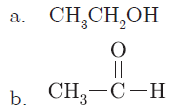 a. CH₃CH₂OH
O
||
b. CH₃—C—H